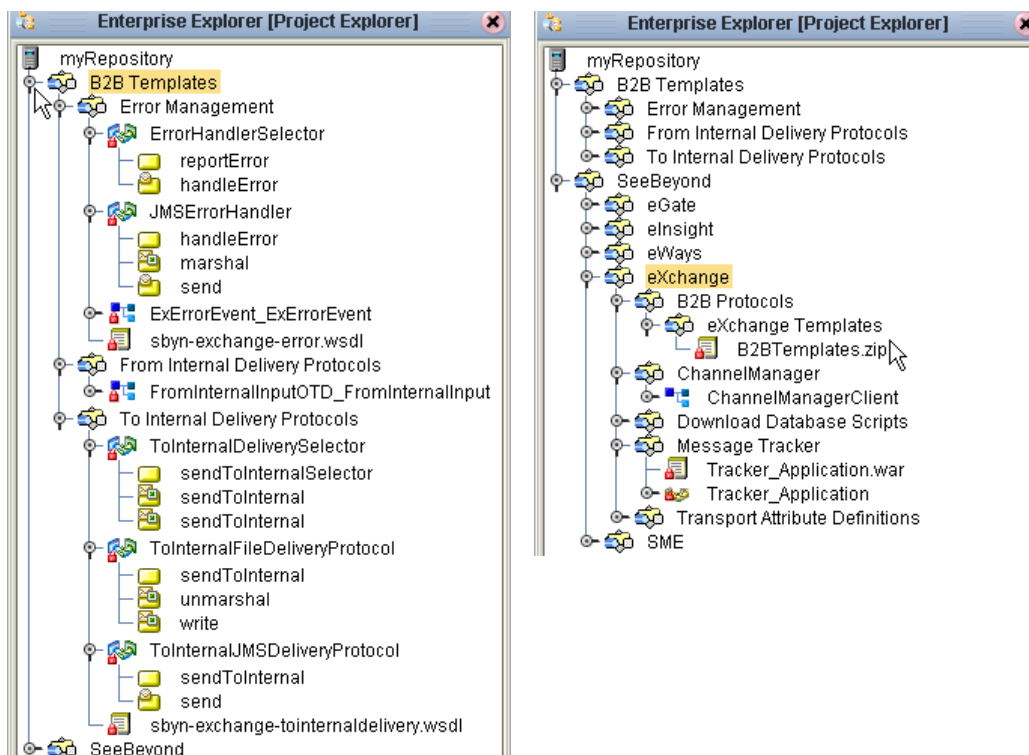 Enterprise Explorer [Project Explorer]
myRepository
B2B Templates
Error Management
ErrorHandlerSelector
reportError
handleError
JMSErrorHandler
handleError
marshal
send
ExErrorEvent_ExErrorEvent
sbyn-exchange-error.wsdl
From Internal Delivery Protocols
FromInternalInputOTD_FromInternalInput
To Internal Delivery Protocols
ToInternalDeliverySelector
sendToInternalSelector
sendToInternal
sendToInternal
ToInternalFileDeliveryProtocol
sendToInternal
unmarshal
write
ToInternalJMSDeliveryProtocol
sendToInternal
send
sbyn-exchange-tointernaldelivery.wsdl
SeeBeyond
Enterprise Explorer [Project Explorer]
myRepository
B2B Templates
Error Management
From Internal Delivery Protocols
To Internal Delivery Protocols
SeeBeyond
eGate
eInsight
eWays
eXchange
B2B Protocols
eXchange Templates
B2BTemplates.zip
ChannelManager
ChannelManagerClient
Download Database Scripts
Message Tracker
Tracker_Application.war
Tracker_Application
Transport Attribute Definitions
SME